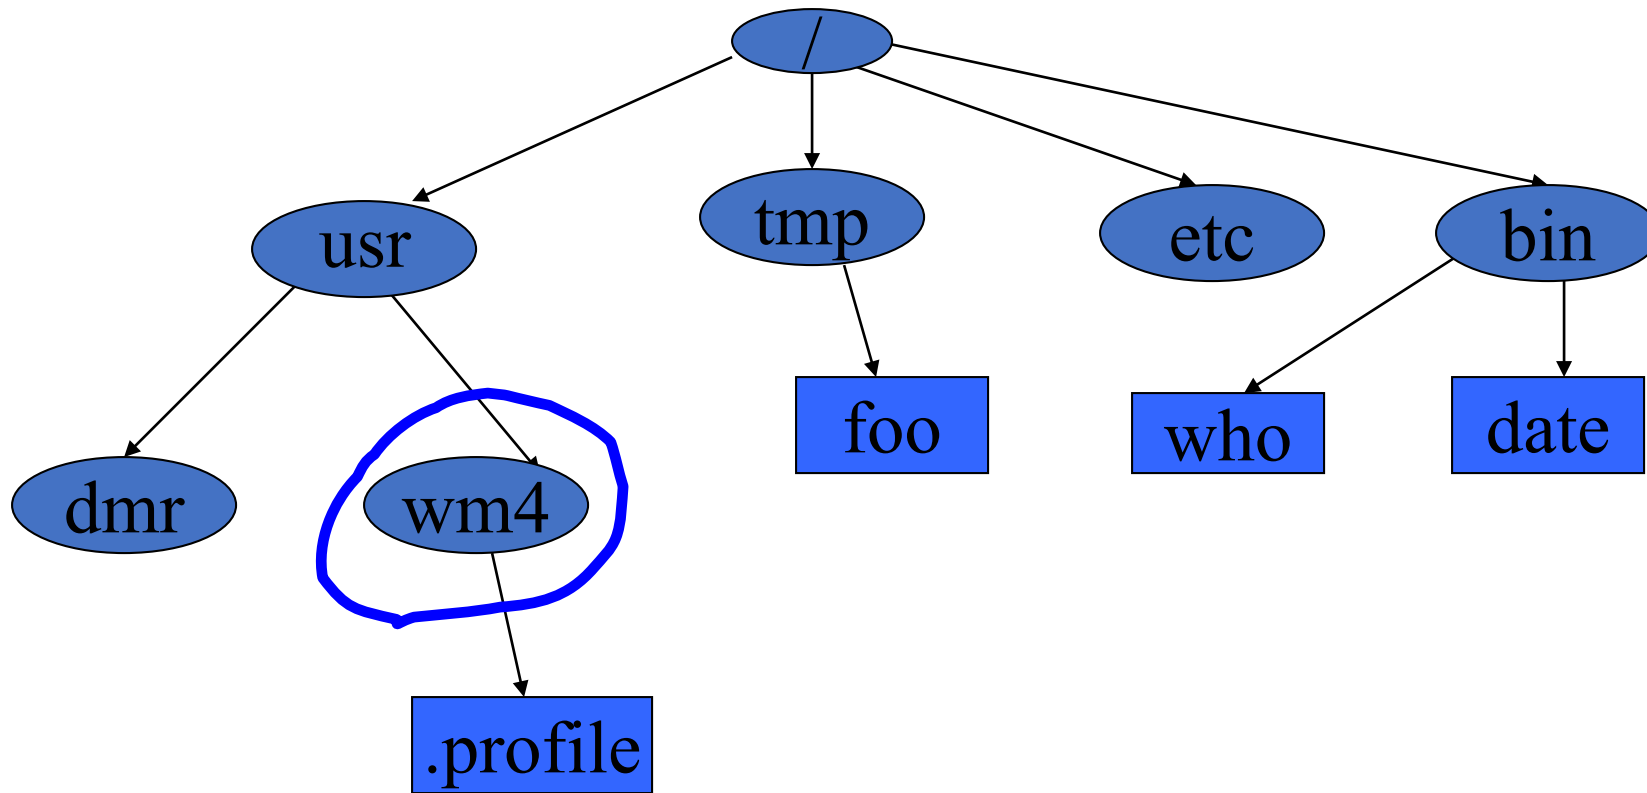 /
usr
tmp
etc
bin
dmr
wm4
foo
who
date
.profile